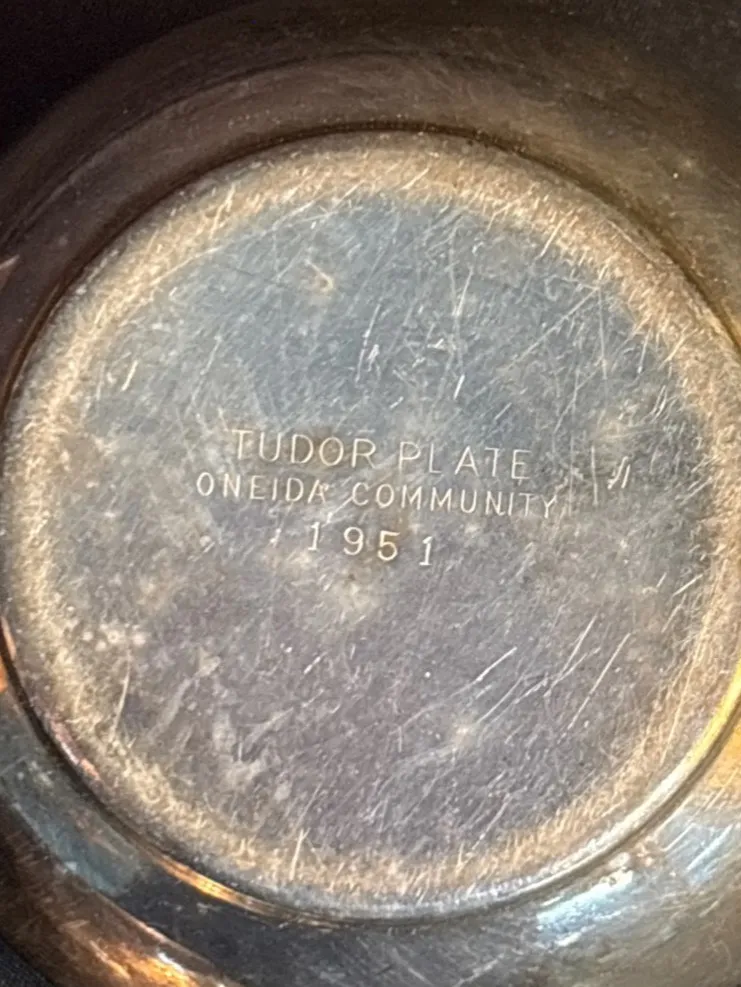 TUDOR PLATE
ONEIDA COMMUNITY
1951